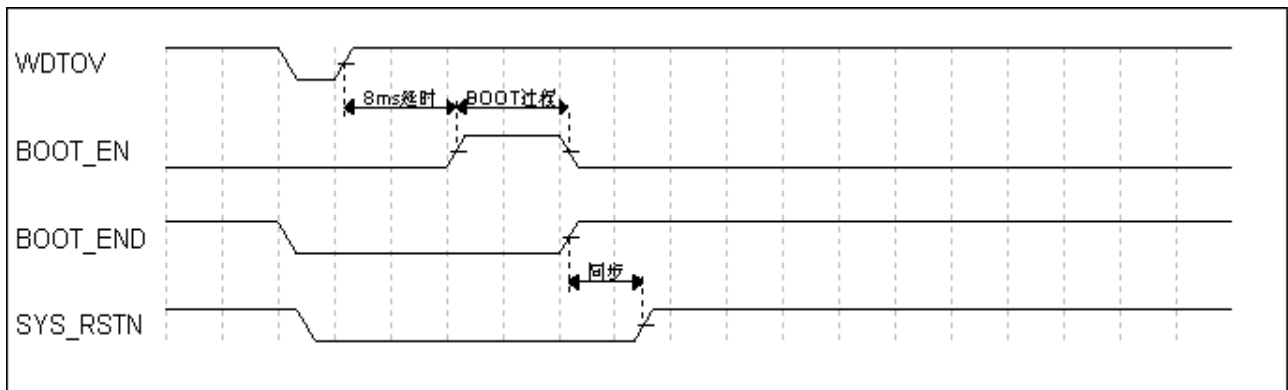 WDTOV
8ms延时 BOOT过程
BOOT_EN
BOOT_END
同步
SYS_RSTN